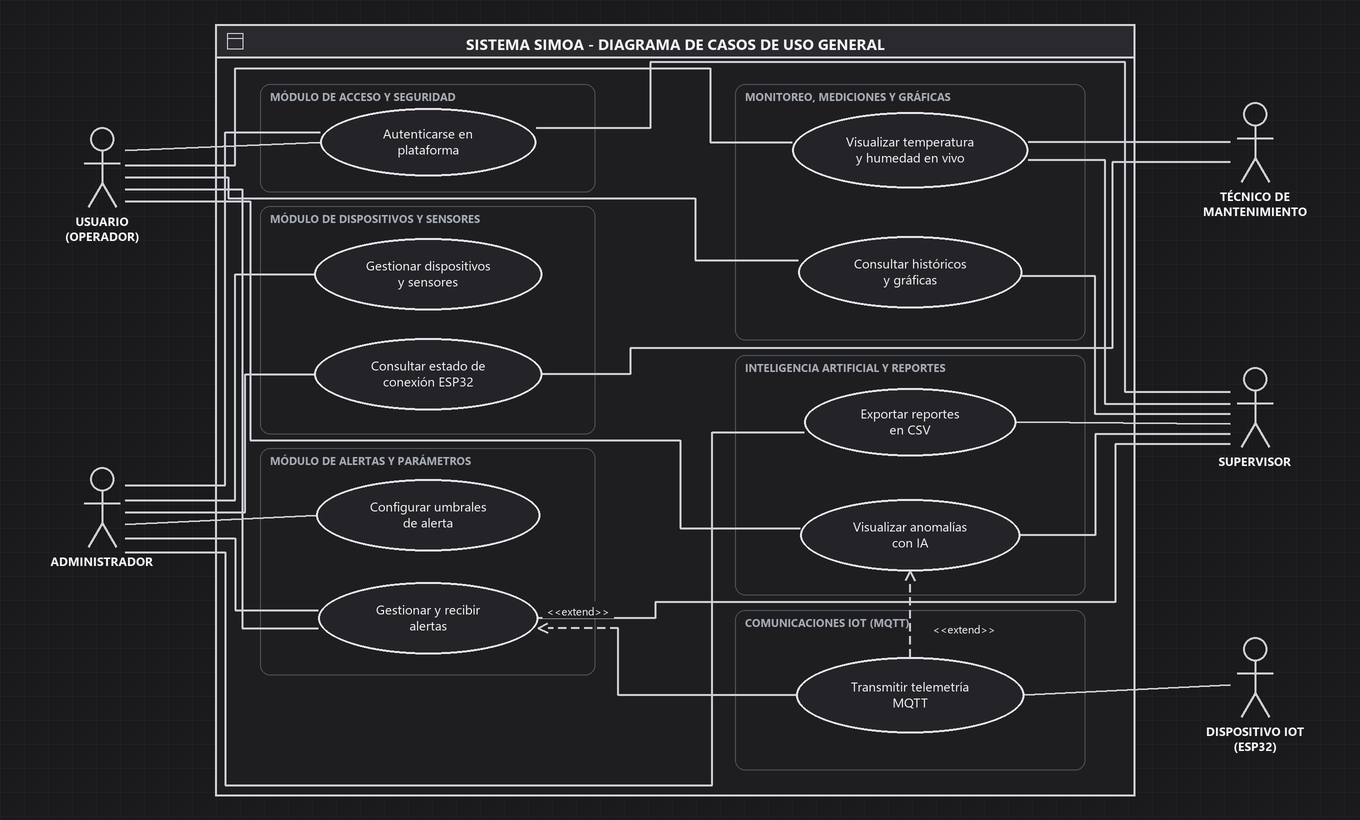 SISTEMA SIMOA - DIAGRAMA DE CASOS DE USO GENERAL
MÓDULO DE ACCESO Y SEGURIDAD
Autenticarse en
plataforma
MONITOREO, MEDICIONES Y GRÁFICAS
Visualizar temperatura
y humedad en vivo
USUARIO
(OPERADOR)
TÉCNICO DE
MANTENIMIENTO
MÓDULO DE DISPOSITIVOS Y SENSORES
Gestionar dispositivos
y sensores
Consultar históricos
y gráficas
Consultar estado de
conexión ESP32
INTELIGENCIA ARTIFICIAL Y REPORTES
Exportar reportes
en CSV
SUPERVISOR
MÓDULO DE ALERTAS Y PARÁMETROS
Configurar umbrales
de alerta
Visualizar anomalías
con IA
ADMINISTRADOR
Gestionar y recibir
alertas
<<extend>>
COMUNICACIONES IOT (MQTT)
<<extend>>
Transmitir telemetría
MQTT
DISPOSITIVO IOT
(ESP32)